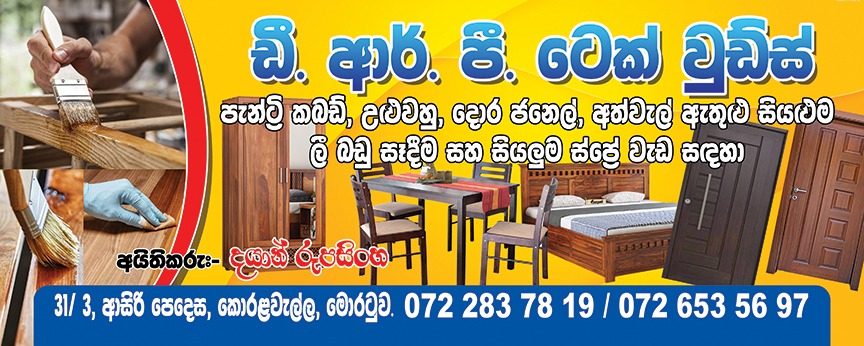 ඩී. ආර්. පී. ටෙක් වුඩ්ස්
පැන්ට්‍රි කබඩ්, උළුවහු, දොර ජනෙල්, අත්වැල් ඇතුළු සියළුම
ලී බඩු සෑදීම සහ සියලුම ස්ප්‍රේ වැඩ සඳහා
අයිතිකරු:- දයාන් රූපසිංහ
31/ 3, ආසිරි පෙදෙස, කොරළවැල්ල, මොරටුව. 072 283 78 19 / 072 653 56 97